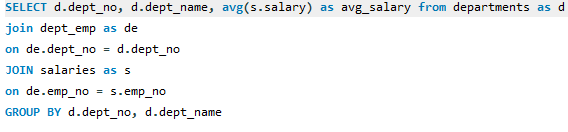 SELECT d.dept_no, d.dept_name, avg(s.salary) as avg_salary from departments as d
join dept_emp as de
on de.dept_no = d.dept_no
JOIN salaries as s
on de.emp_no = s.emp_no
GROUP BY d.dept_no, d.dept_name